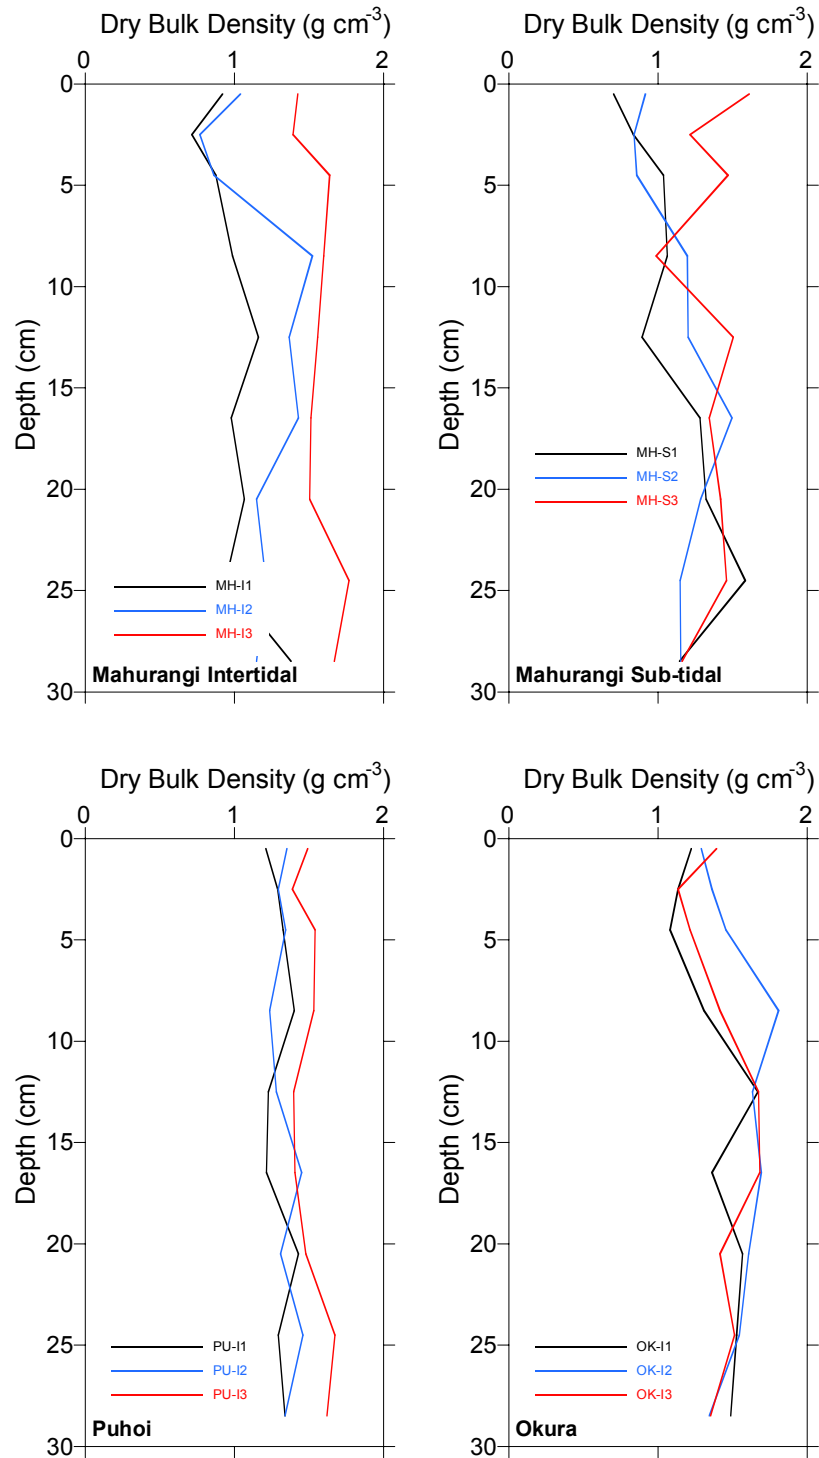 Dry Bulk Density (g cm-3)
0 1 2
0
5
10
15
20
25
30
Depth (cm)
MH-I1
MH-I2
MH-I3
Mahurangi Intertidal
Dry Bulk Density (g cm-3)
0 1 2
0
5
10
15
20
25
30
Depth (cm)
MH-S1
MH-S2
MH-S3
Mahurangi Sub-tidal
Dry Bulk Density (g cm-3)
0 1 2
0
5
10
15
20
25
30
Depth (cm)
PU-I1
PU-I2
PU-I3
Puhoi
Dry Bulk Density (g cm-3)
0 1 2
0
5
10
15
20
25
30
Depth (cm)
OK-I1
OK-I2
OK-I3
Okura